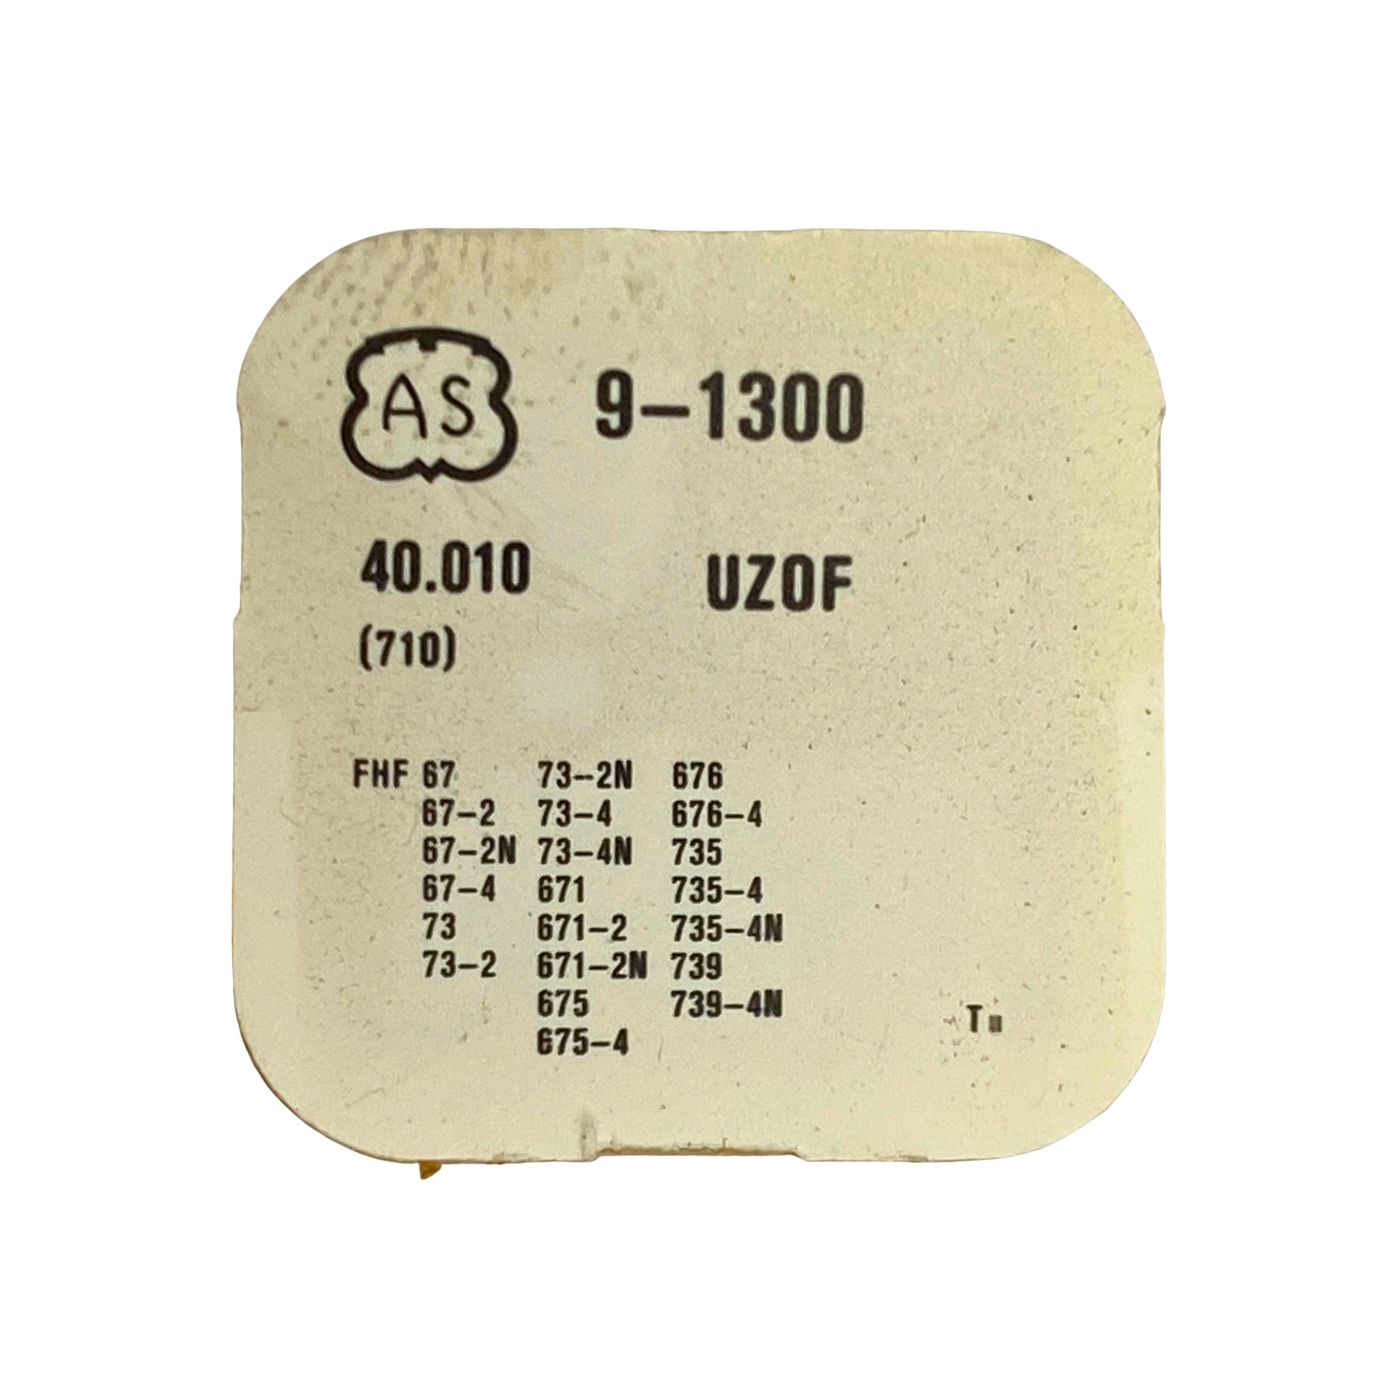 AS 9-1300
40.010 UZOF
(710)
FHF 67 73-2N 676
67-2 73-4 676-4
67-2N 73-4N 735
67-4 671 735-4
73 671-2 735-4N
73-2 671-2N 739
675 739-4N
675-4